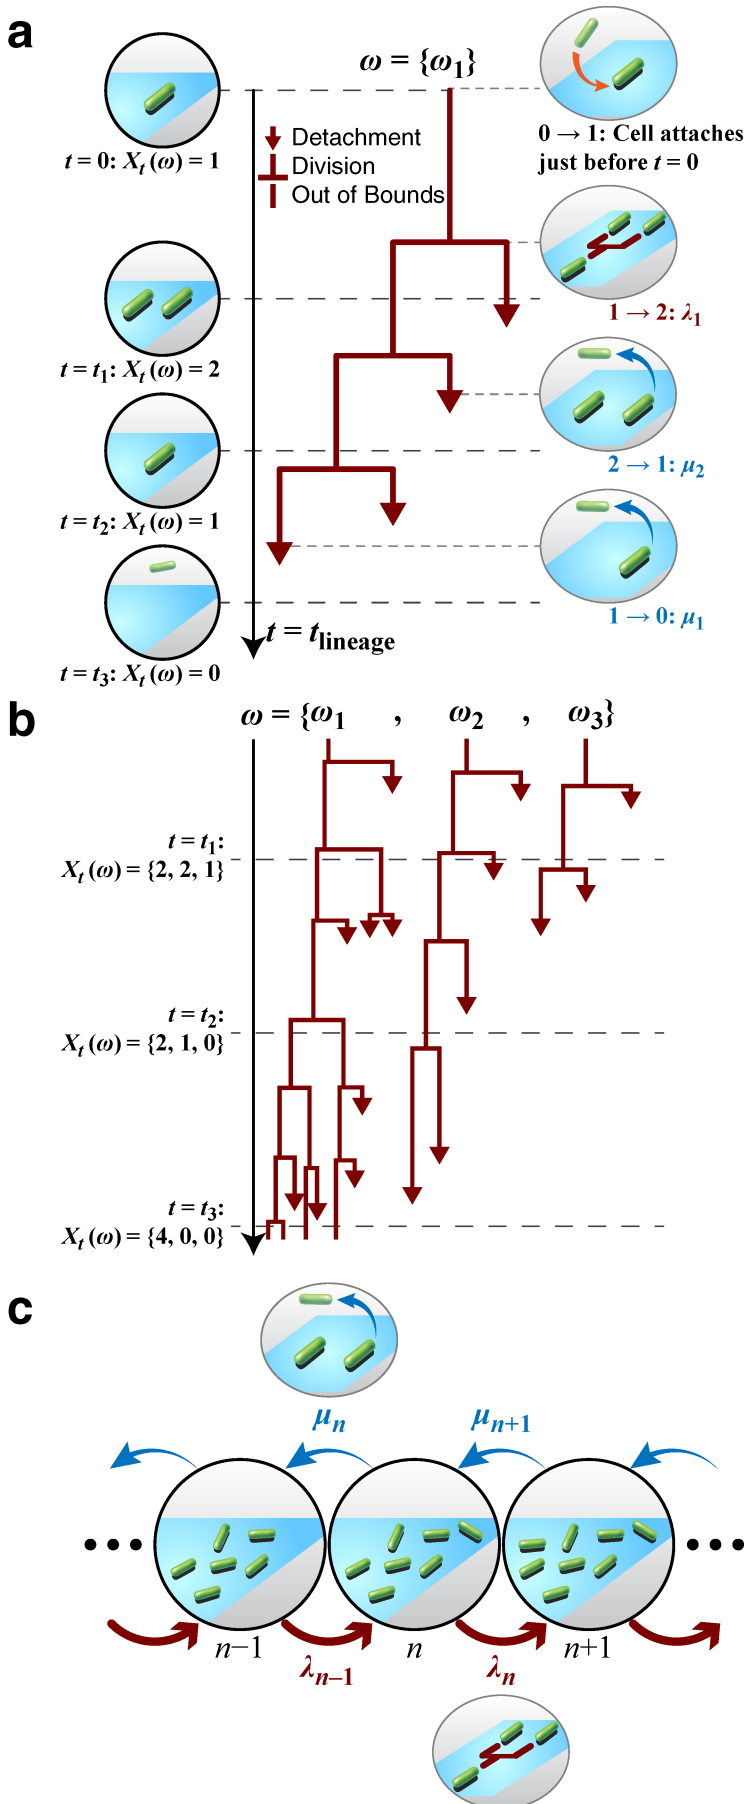 a
ω = {ω₁}
Detachment
Division
Out of Bounds
t = 0: Xₜ(ω) = 1
0 → 1: Cell attaches
just before t = 0
1 → 2: λ₁
t = t₁: Xₜ(ω) = 2
2 → 1: μ₂
t = t₂: Xₜ(ω) = 1
1 → 0: μ₁
t = t_lineage
t = t₃: Xₜ(ω) = 0
b
ω = {ω₁ , ω₂ , ω₃}
t = t₁:
Xₜ(ω) = {2, 2, 1}
t = t₂:
Xₜ(ω) = {2, 1, 0}
t = t₃:
Xₜ(ω) = {4, 0, 0}
c
μₙ μₙ₊₁
n−1 n n+1
λₙ₋₁ λₙ